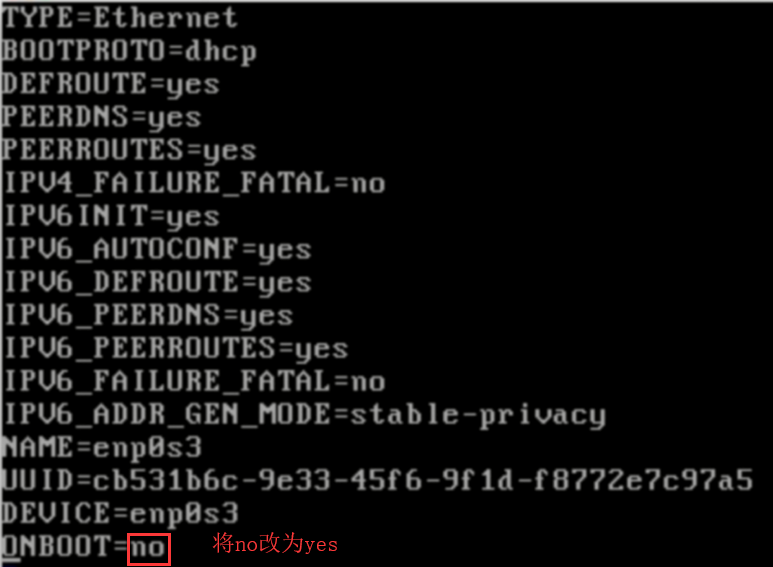 TYPE=Ethernet
BOOTPROTO=dhcp
DEFROUTE=yes
PEERDNS=yes
PEERROUTES=yes
IPV4_FAILURE_FATAL=no
IPV6INIT=yes
IPV6_AUTOCONF=yes
IPV6_DEFROUTE=yes
IPV6_PEERDNS=yes
IPV6_PEERROUTES=yes
IPV6_FAILURE_FATAL=no
IPV6_ADDR_GEN_MODE=stable-privacy
NAME=enp0s3
UUID=cb531b6c-9e33-45f6-9f1d-f8772e7c97a5
DEVICE=enp0s3
ONBOOT=no 将no改为yes